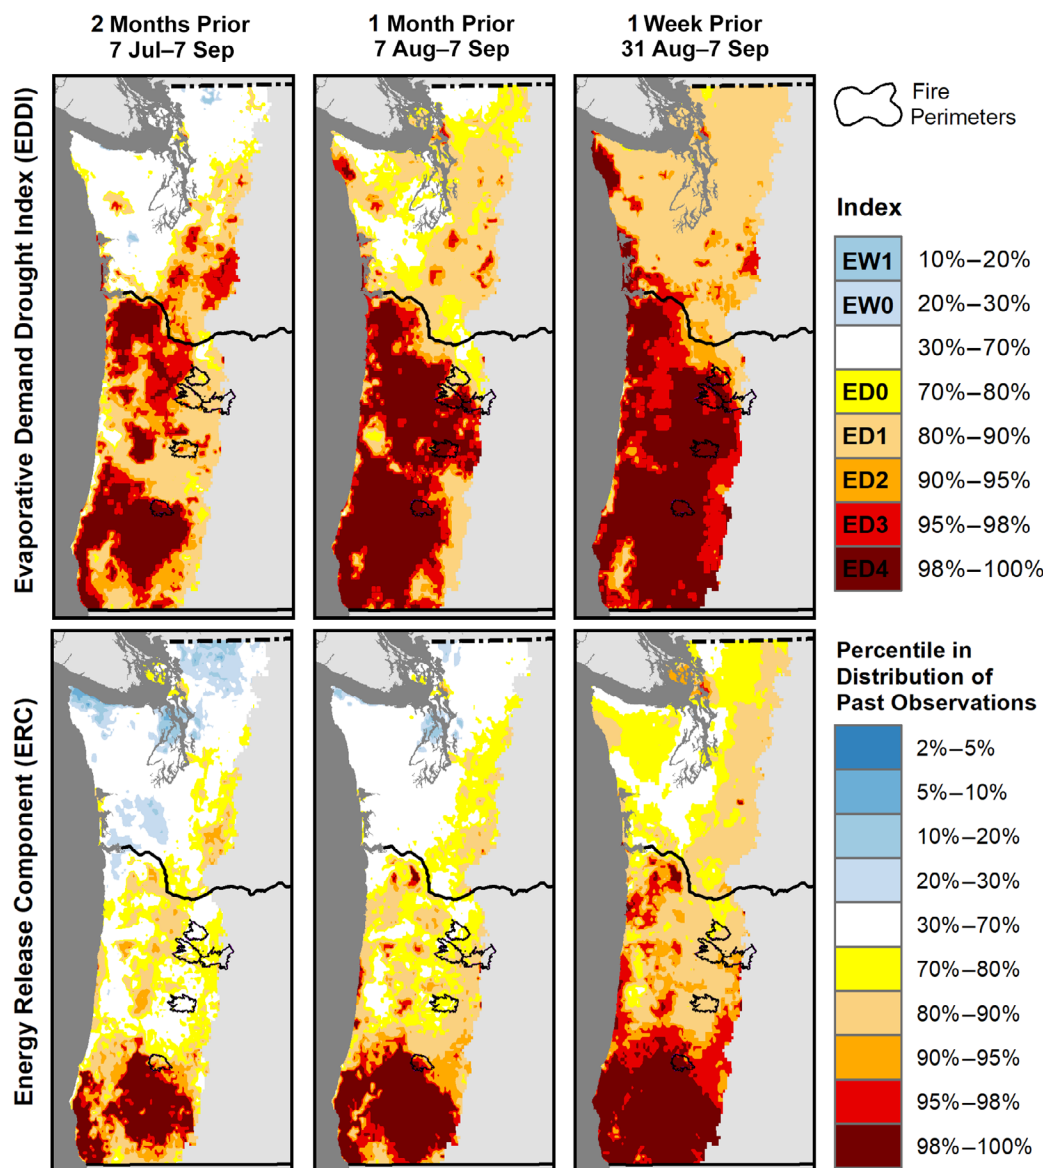 2 Months Prior
7 Jul–7 Sep
1 Month Prior
7 Aug–7 Sep
1 Week Prior
31 Aug–7 Sep
Evaporative Demand Drought Index (EDDI)
Fire
Perimeters
Index
EW1 10%–20%
EW0 20%–30%
30%–70%
ED0 70%–80%
ED1 80%–90%
ED2 90%–95%
ED3 95%–98%
ED4 98%–100%
Energy Release Component (ERC)
Percentile in
Distribution of
Past Observations
2%–5%
5%–10%
10%–20%
20%–30%
30%–70%
70%–80%
80%–90%
90%–95%
95%–98%
98%–100%